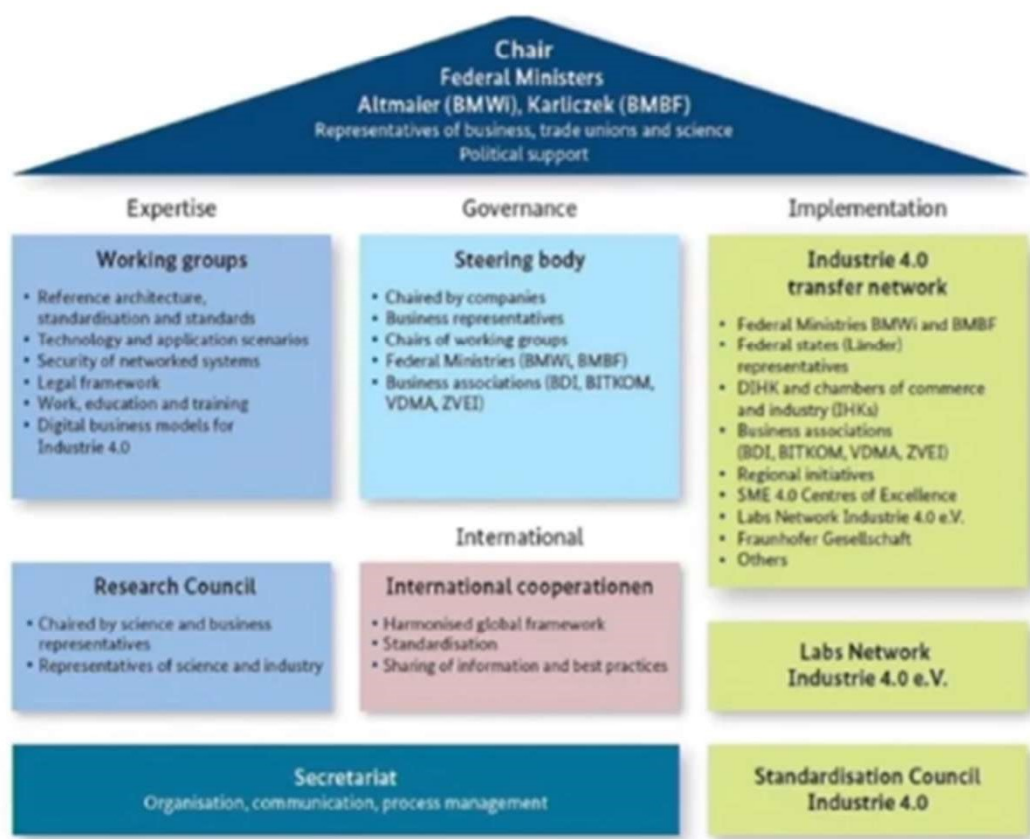 Chair
Federal Ministers
Altmaier (BMWi), Karliczek (BMBF)
Representatives of business, trade unions and science
Political support
Expertise
Governance
Implementation
Working groups
• Reference architecture,
standardisation and standards
• Technology and application scenarios
• Security of networked systems
• Legal framework
• Work, education and training
• Digital business models for
Industrie 4.0
Steering body
• Chaired by companies
• Business representatives
• Chairs of working groups
• Federal Ministries (BMWi, BMBF)
• Business associations (BDI, BITKOM,
VDMA, ZVEI)
Industrie 4.0
transfer network
• Federal Ministries BMWi and BMBF
• Federal states (Länder)
representatives
• DIHK and chambers of commerce
and industry (IHKs)
• Business associations
(BDI, BITKOM, VDMA, ZVEI)
• Regional initiatives
• SME 4.0 Centres of Excellence
• Labs Network Industrie 4.0 e.V.
• Fraunhofer Gesellschaft
• Others
International
Research Council
• Chaired by science and business
representatives
• Representatives of science and industry
International cooperationen
• Harmonised global framework
• Standardisation
• Sharing of information and best practices
Labs Network
Industrie 4.0 e.V.
Secretariat
Organisation, communication, process management
Standardisation Council
Industrie 4.0